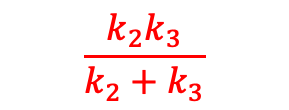 k₂k₃
k₂ + k₃